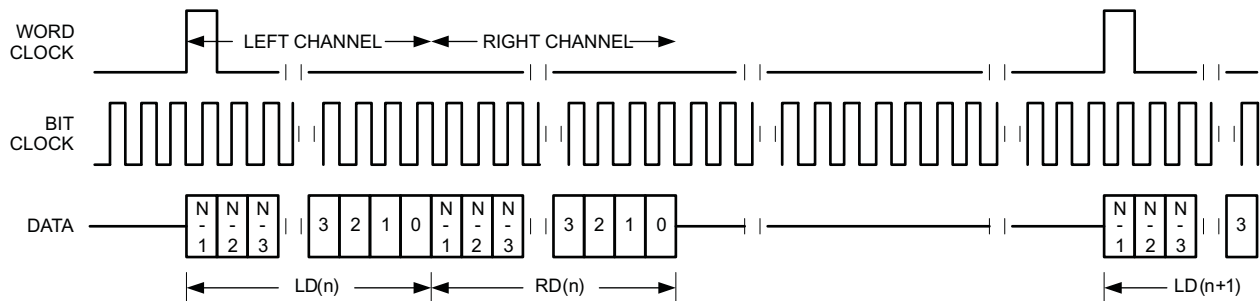 WORD
CLOCK
LEFT CHANNEL
RIGHT CHANNEL
BIT
CLOCK
DATA
N-1 N-2 N-3 3 2 1 0 N-1 N-2 N-3 3 2 1 0 N-1 N-2 N-3 3
LD(n) RD(n) LD(n+1)